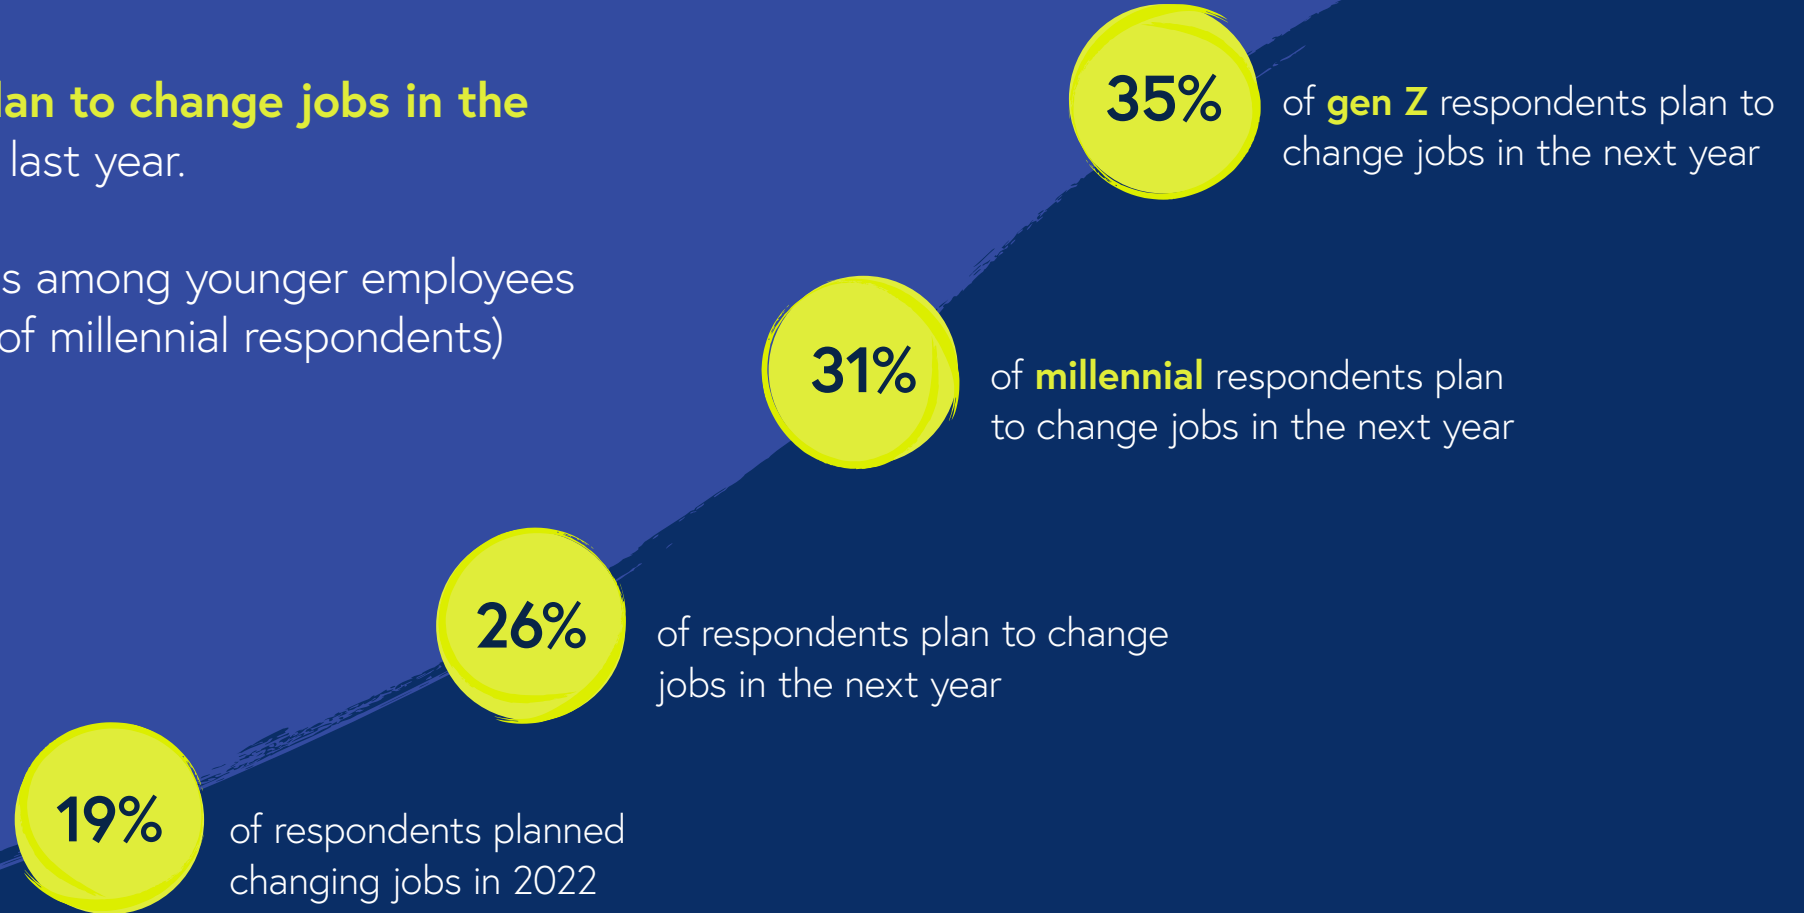 plan to change jobs in the
last year.
s among younger employees
of millennial respondents)
35%
of gen Z respondents plan to
change jobs in the next year
31%
of millennial respondents plan
to change jobs in the next year
26%
of respondents plan to change
jobs in the next year
19%
of respondents planned
changing jobs in 2022